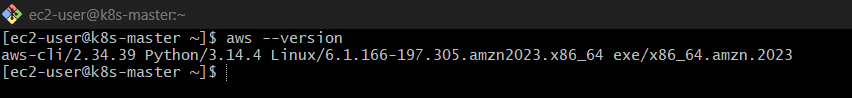 ec2-user@k8s-master:~
[ec2-user@k8s-master ~]$ aws --version
aws-cli/2.34.39 Python/3.14.4 Linux/6.1.166-197.305.amzn2023.x86_64 exe/x86_64.amzn.2023
[ec2-user@k8s-master ~]$